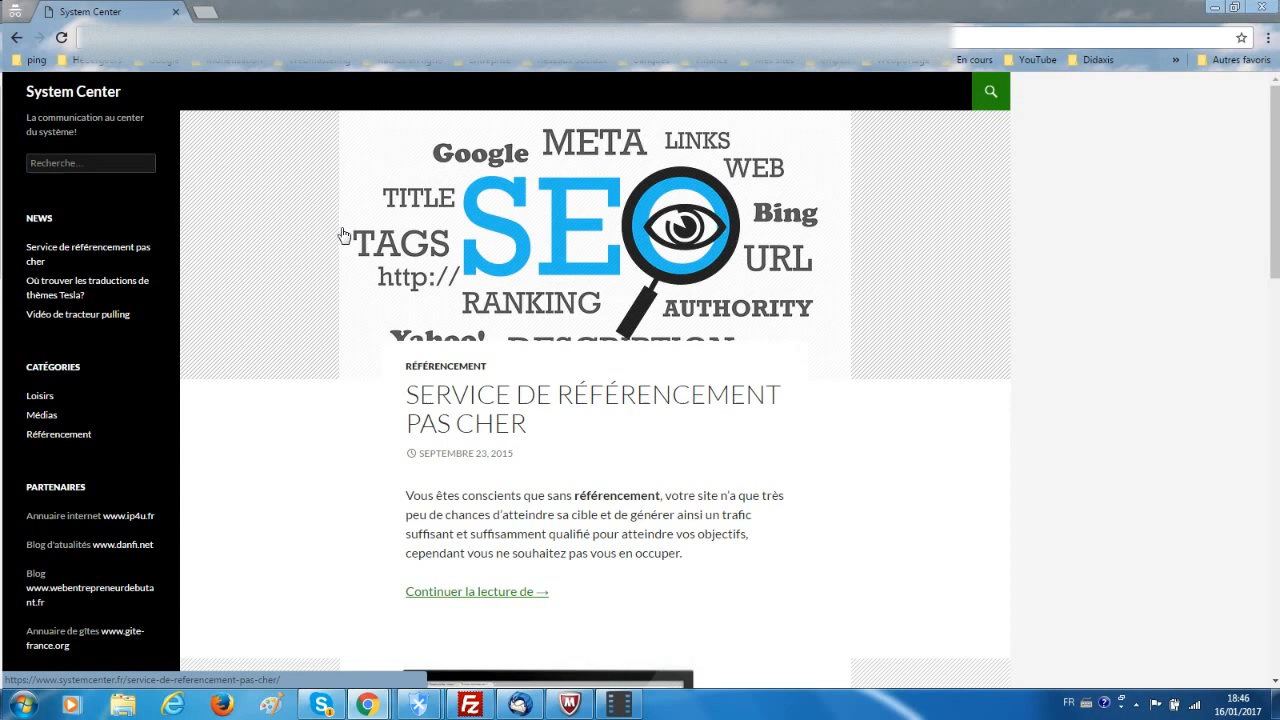 System Center
ping
En cours
YouTube
Didaxis
»
Autres favoris
System Center
La communication au center
du système!
Recherche...
NEWS
Service de référencement pas
cher
Où trouver les traductions de
thèmes Tesla?
Vidéo de tracteur pulling
CATÉGORIES
Loisirs
Médias
Référencement
PARTENAIRES
Annuaire internet www.ip4u.fr
Blog d'atualités www.danfi.net
Blog
www.webentrepreneurdebuta
nt.fr
Annuaire de gîtes www.gite-
france.org
Google META LINKS
WEB
TITLE SEO Bing
TAGS URL
http://
RANKING AUTHORITY
Yahoo! DESCRIPTION
RÉFÉRENCEMENT
SERVICE DE RÉFÉRENCEMENT
PAS CHER
SEPTEMBRE 23, 2015
Vous êtes conscients que sans référencement, votre site n'a que très
peu de chances d'atteindre sa cible et de générer ainsi un trafic
suffisant et suffisamment qualifié pour atteindre vos objectifs,
cependant vous ne souhaitez pas vous en occuper.
Continuer la lecture de →
https://www.systemcenter.fr/service-de-referencement-pas-cher/
FR
18:46
16/01/2017